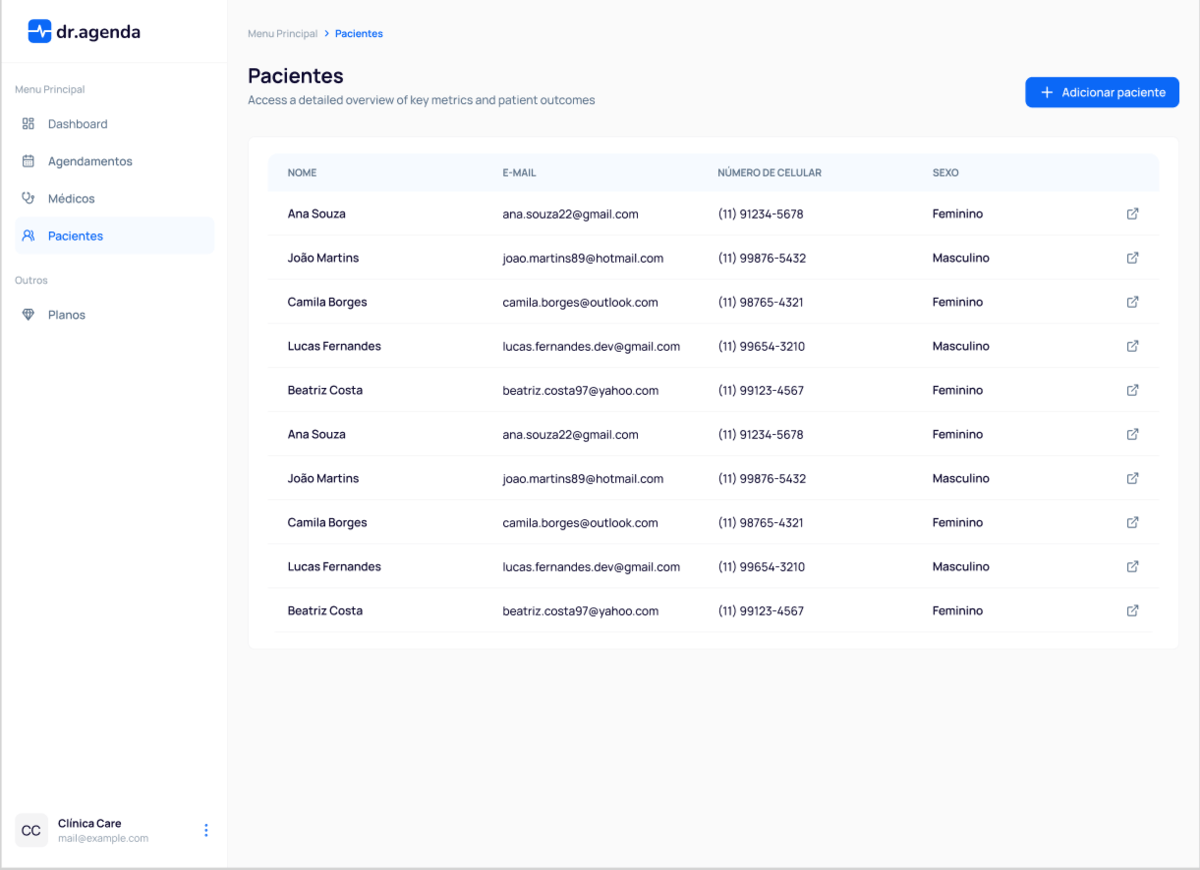 dr.agenda
Menu Principal
Dashboard
Agendamentos
Médicos
Pacientes
Outros
Planos
CC
Clínica Care
mail@example.com
Menu Principal > Pacientes
Pacientes
Access a detailed overview of key metrics and patient outcomes
+ Adicionar paciente
NOME E-MAIL NÚMERO DE CELULAR SEXO
Ana Souza ana.souza22@gmail.com (11) 91234-5678 Feminino
João Martins joao.martins89@hotmail.com (11) 99876-5432 Masculino
Camila Borges camila.borges@outlook.com (11) 98765-4321 Feminino
Lucas Fernandes lucas.fernandes.dev@gmail.com (11) 99654-3210 Masculino
Beatriz Costa beatriz.costa97@yahoo.com (11) 99123-4567 Feminino
Ana Souza ana.souza22@gmail.com (11) 91234-5678 Feminino
João Martins joao.martins89@hotmail.com (11) 99876-5432 Masculino
Camila Borges camila.borges@outlook.com (11) 98765-4321 Feminino
Lucas Fernandes lucas.fernandes.dev@gmail.com (11) 99654-3210 Masculino
Beatriz Costa beatriz.costa97@yahoo.com (11) 99123-4567 Feminino